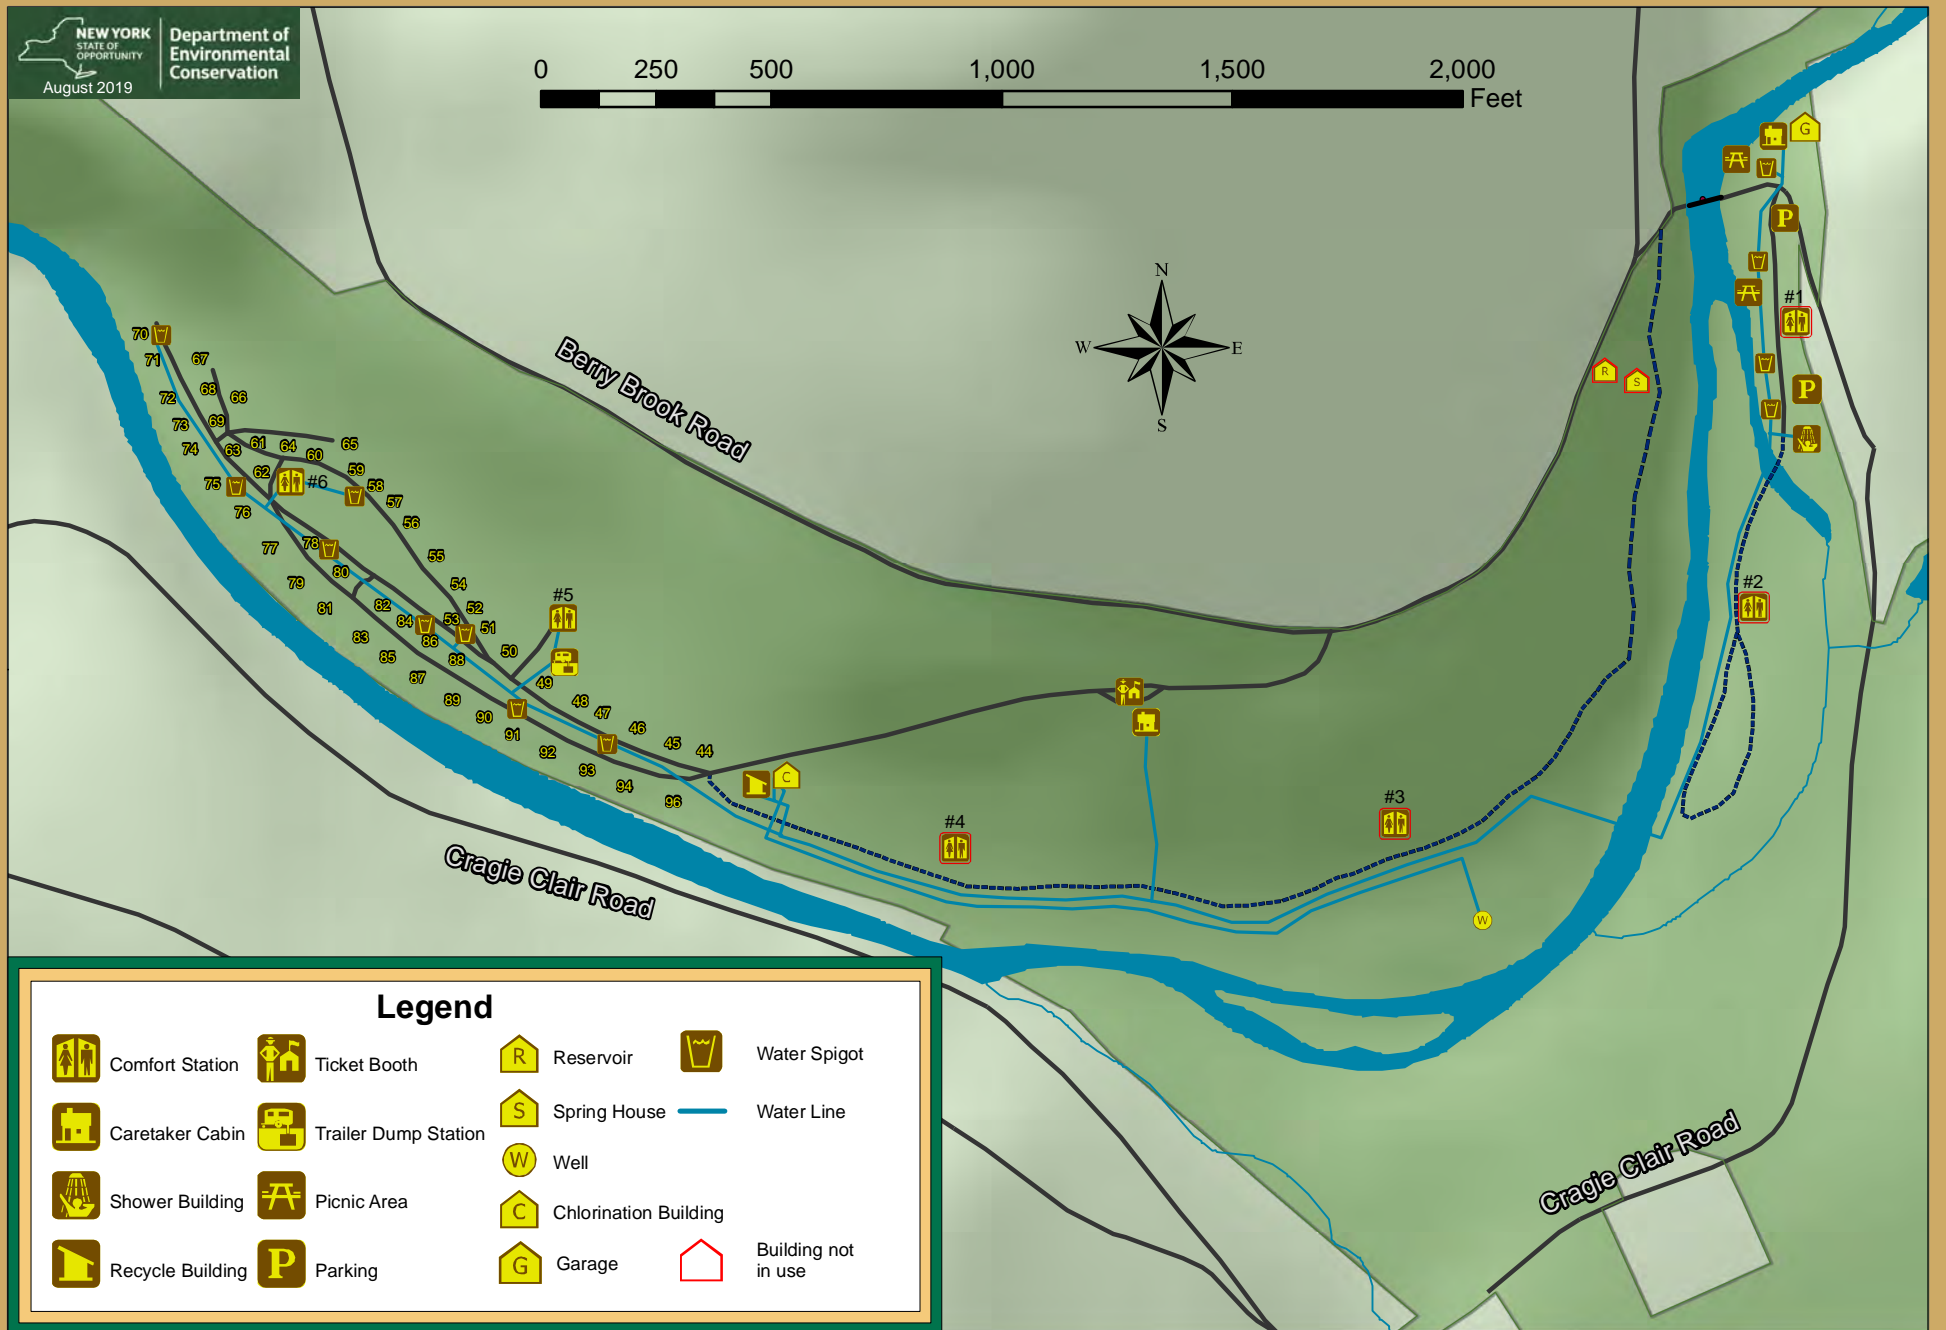 NEW YORK
STATE OF
OPPORTUNITY
Department of
Environmental
Conservation
August 2019
0 250 500 1,000 1,500 2,000
Feet
N
W E
S
Berry Brook Road
Cragie Clair Road
Cragie Clair Road
G
P
#1
R
S
P
#2
#3
#4
W
C
#5
#6
70
71
67
68
66
72
69
73
74
61
64
65
63
60
62
59
75
58
57
76
56
77
78
55
79
80
54
81
82
52
84
53
51
83
86
50
85
88
87
49
89
48
90
47
91
46
92
45
44
93
94
96
Legend
Comfort Station
Ticket Booth
R Reservoir
Water Spigot
Caretaker Cabin
Trailer Dump Station
S Spring House
Water Line
W Well
Shower Building
Picnic Area
C Chlorination Building
Recycle Building
P Parking
G Garage
Building not
in use